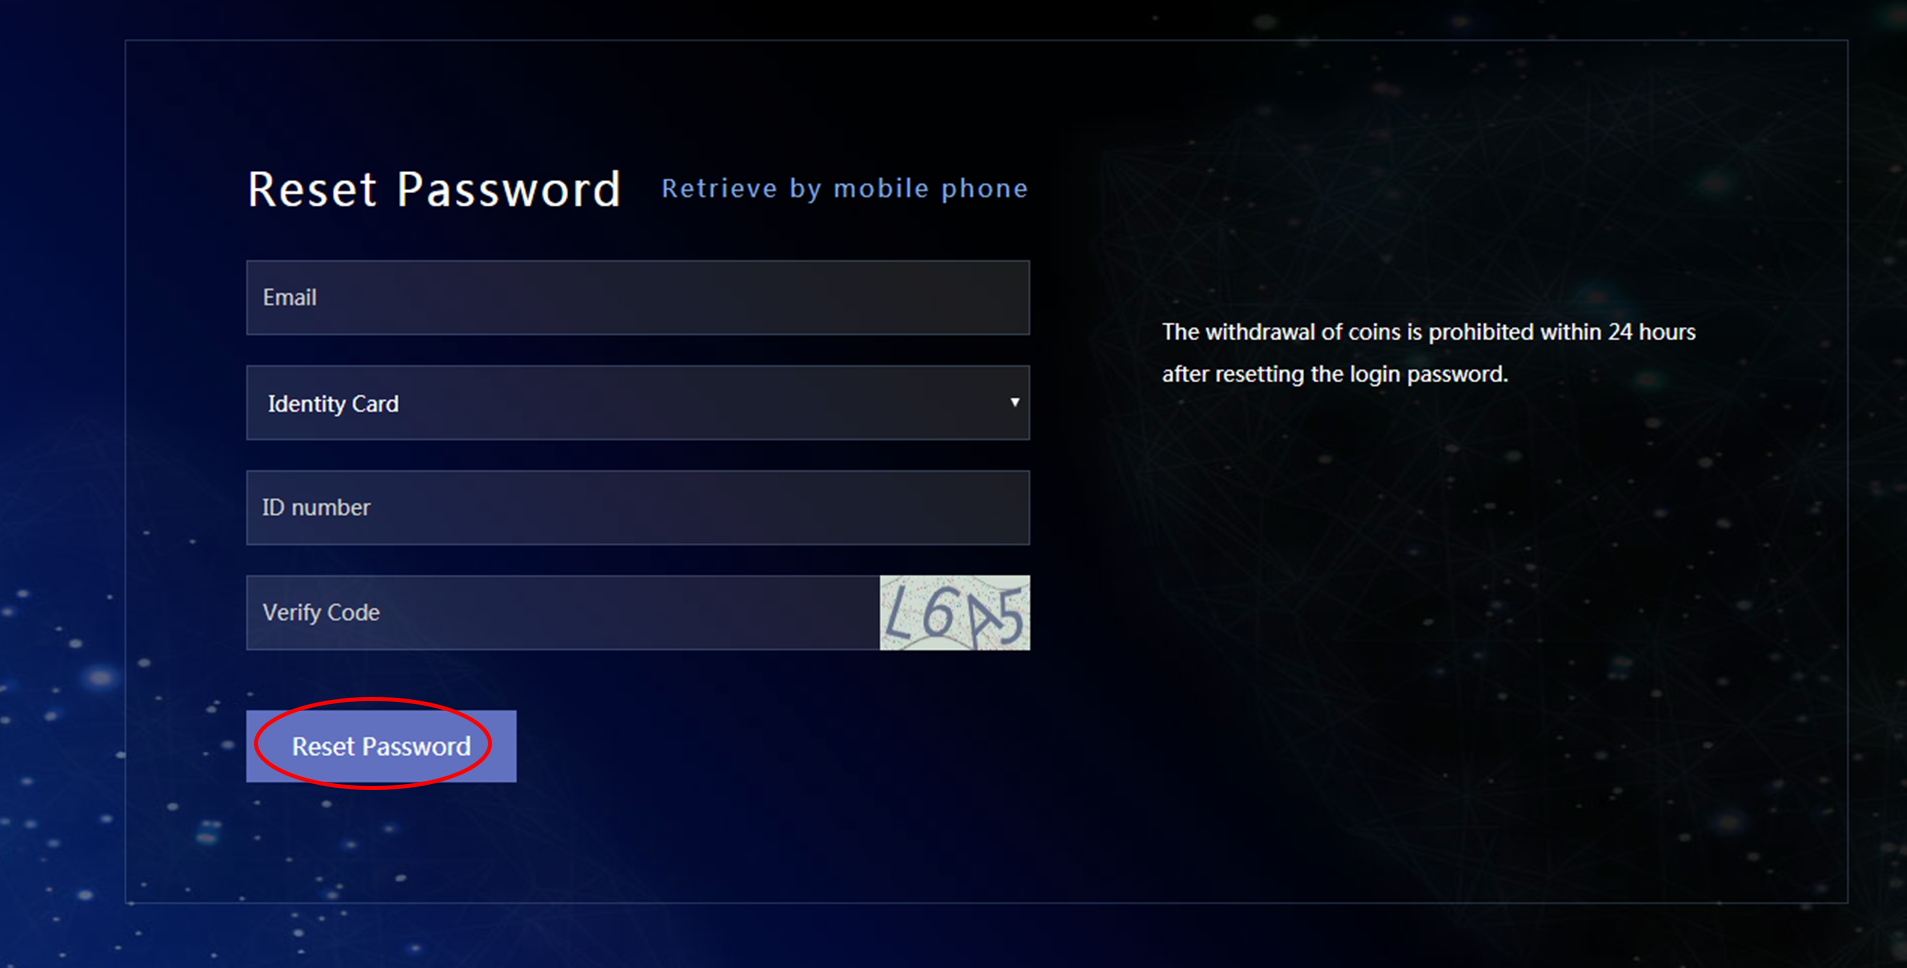 Reset Password Retrieve by mobile phone
Email
Identity Card
ID number
Verify Code L6A5
Reset Password
The withdrawal of coins is prohibited within 24 hours
after resetting the login password.